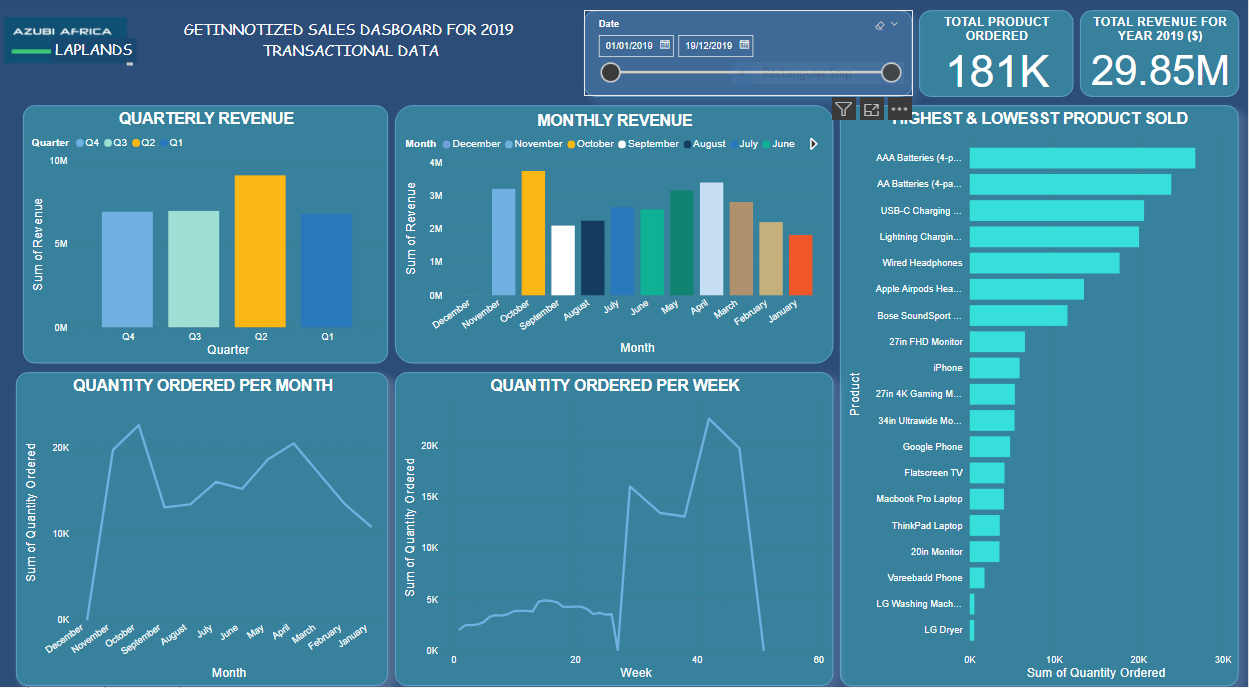 AZUBI AFRICA
LAPLANDS
GETINNOTIZED SALES DASBOARD FOR 2019
TRANSACTIONAL DATA
Date
01/01/2019
19/12/2019
TOTAL PRODUCT
ORDERED
181K
TOTAL REVENUE FOR
YEAR 2019 ($)
29.85M
QUARTERLY REVENUE
Quarter Q4 Q3 Q2 Q1
10M
5M
0M
Sum of Revenue
Q4 Q3 Q2 Q1
Quarter
MONTHLY REVENUE
Month December November October September August July June
4M
3M
2M
1M
0M
Sum of Revenue
December November October September August July June May April March February January
Month
HIGHEST & LOWESST PRODUCT SOLD
Product
AAA Batteries (4-p...
AA Batteries (4-pa...
USB-C Charging ...
Lightning Chargin...
Wired Headphones
Apple Airpods Hea...
Bose SoundSport ...
27in FHD Monitor
iPhone
27in 4K Gaming M...
34in Ultrawide Mo...
Google Phone
Flatscreen TV
Macbook Pro Laptop
ThinkPad Laptop
20in Monitor
Vareebadd Phone
LG Washing Mach...
LG Dryer
0K 10K 20K 30K
Sum of Quantity Ordered
QUANTITY ORDERED PER MONTH
20K
10K
0K
Sum of Quantity Ordered
December November October September August July June May April March February January
Month
QUANTITY ORDERED PER WEEK
20K
15K
10K
5K
0K
Sum of Quantity Ordered
0 20 40 60
Week